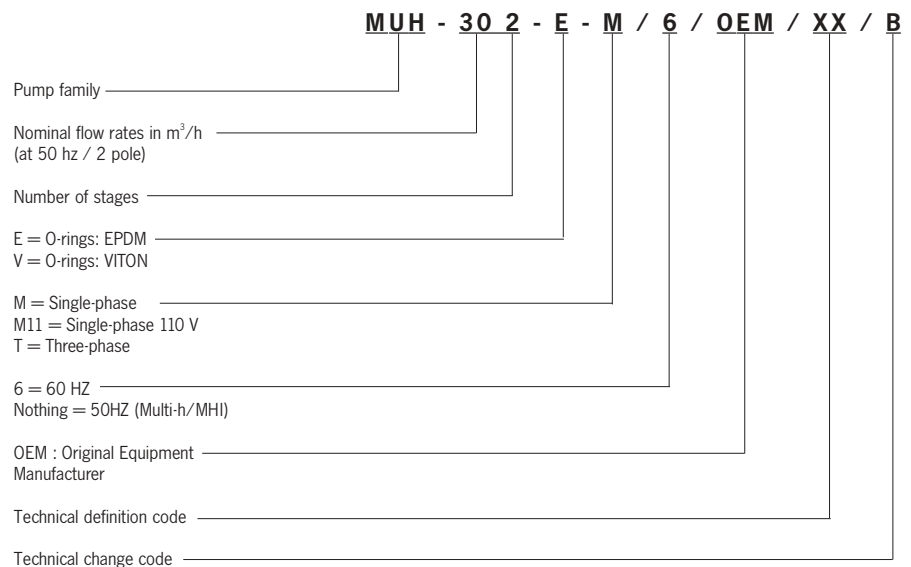 MUH - 30 2 - E - M / 6 / OEM / XX / B
Pump family
Nominal flow rates in m³/h
(at 50 hz / 2 pole)
Number of stages
E = O-rings: EPDM
V = O-rings: VITON
M = Single-phase
M11 = Single-phase 110 V
T = Three-phase
6 = 60 HZ
Nothing = 50HZ (Multi-h/MHI)
OEM : Original Equipment
Manufacturer
Technical definition code
Technical change code